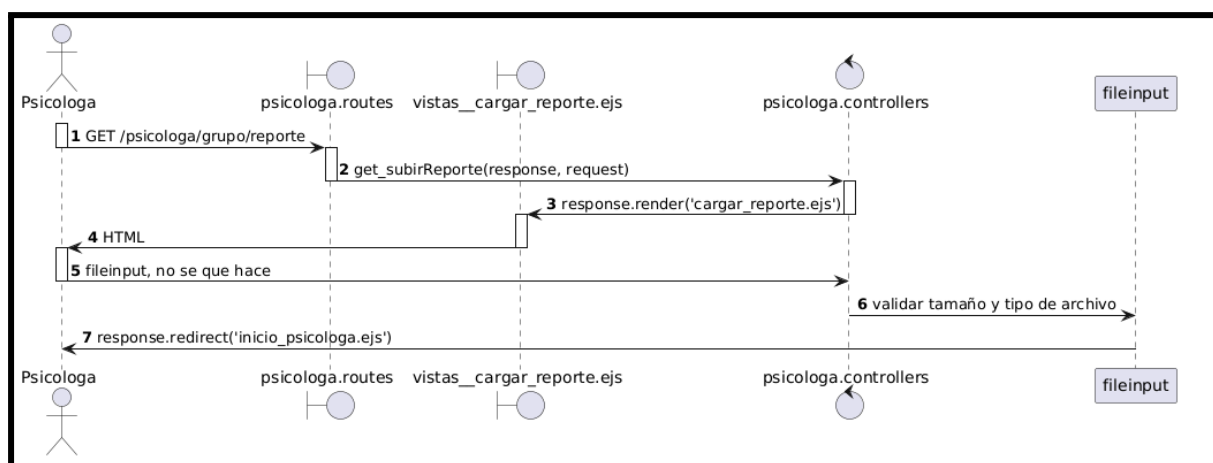 Psicologa
psicologa.routes
vistas__cargar_reporte.ejs
psicologa.controllers
fileinput
1 GET /psicologa/grupo/reporte
2 get_subirReporte(response, request)
3 response.render('cargar_reporte.ejs')
4 HTML
5 fileinput, no se que hace
6 validar tamaño y tipo de archivo
7 response.redirect('inicio_psicologa.ejs')
Psicologa
psicologa.routes
vistas__cargar_reporte.ejs
psicologa.controllers
fileinput